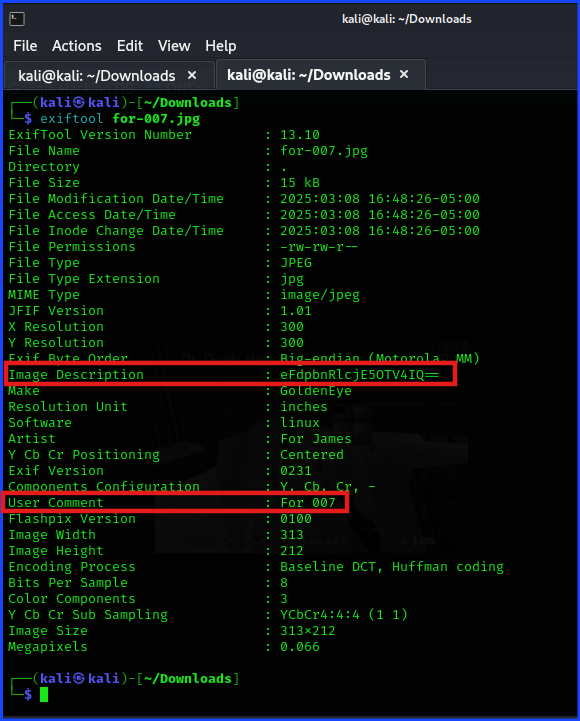 kali@kali: ~/Downloads
File Actions Edit View Help
kali@kali: ~/Downloads × kali@kali: ~/Downloads ×
┌──(kali㉿kali)-[~/Downloads]
└─$ exiftool for-007.jpg
ExifTool Version Number : 13.10
File Name : for-007.jpg
Directory : .
File Size : 15 kB
File Modification Date/Time : 2025:03:08 16:48:26-05:00
File Access Date/Time : 2025:03:08 16:48:26-05:00
File Inode Change Date/Time : 2025:03:08 16:48:26-05:00
File Permissions : -rw-rw-r--
File Type : JPEG
File Type Extension : jpg
MIME Type : image/jpeg
JFIF Version : 1.01
X Resolution : 300
Y Resolution : 300
Exif Byte Order : Big-endian (Motorola, MM)
Image Description : eFdpbnRlcjE5OTV4IQ==
Make : GoldenEye
Resolution Unit : inches
Software : linux
Artist : For James
Y Cb Cr Positioning : Centered
Exif Version : 0231
Components Configuration : Y, Cb, Cr, -
User Comment : For 007
Flashpix Version : 0100
Image Width : 313
Image Height : 212
Encoding Process : Baseline DCT, Huffman coding
Bits Per Sample : 8
Color Components : 3
Y Cb Cr Sub Sampling : YCbCr4:4:4 (1 1)
Image Size : 313×212
Megapixels : 0.066
┌──(kali㉿kali)-[~/Downloads]
└─$